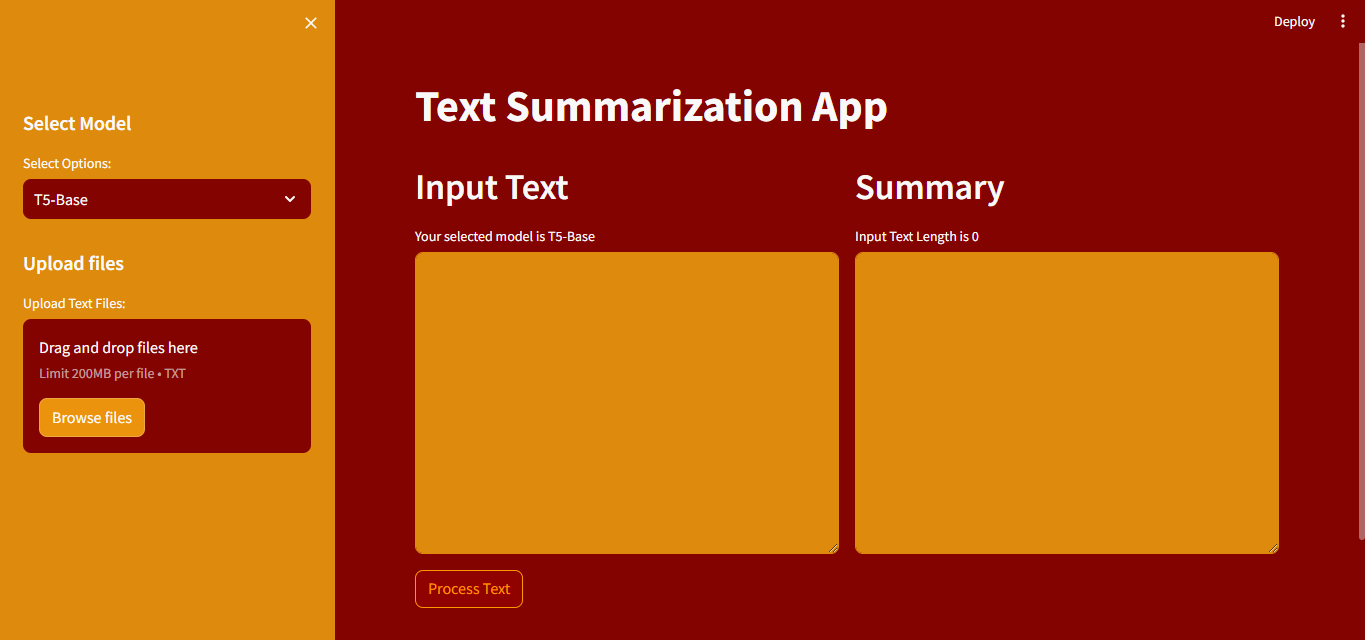 Select Model
Select Options:
T5-Base
Upload files
Upload Text Files:
Drag and drop files here
Limit 200MB per file • TXT
Browse files
Deploy
Text Summarization App
Input Text
Your selected model is T5-Base
Process Text
Summary
Input Text Length is 0